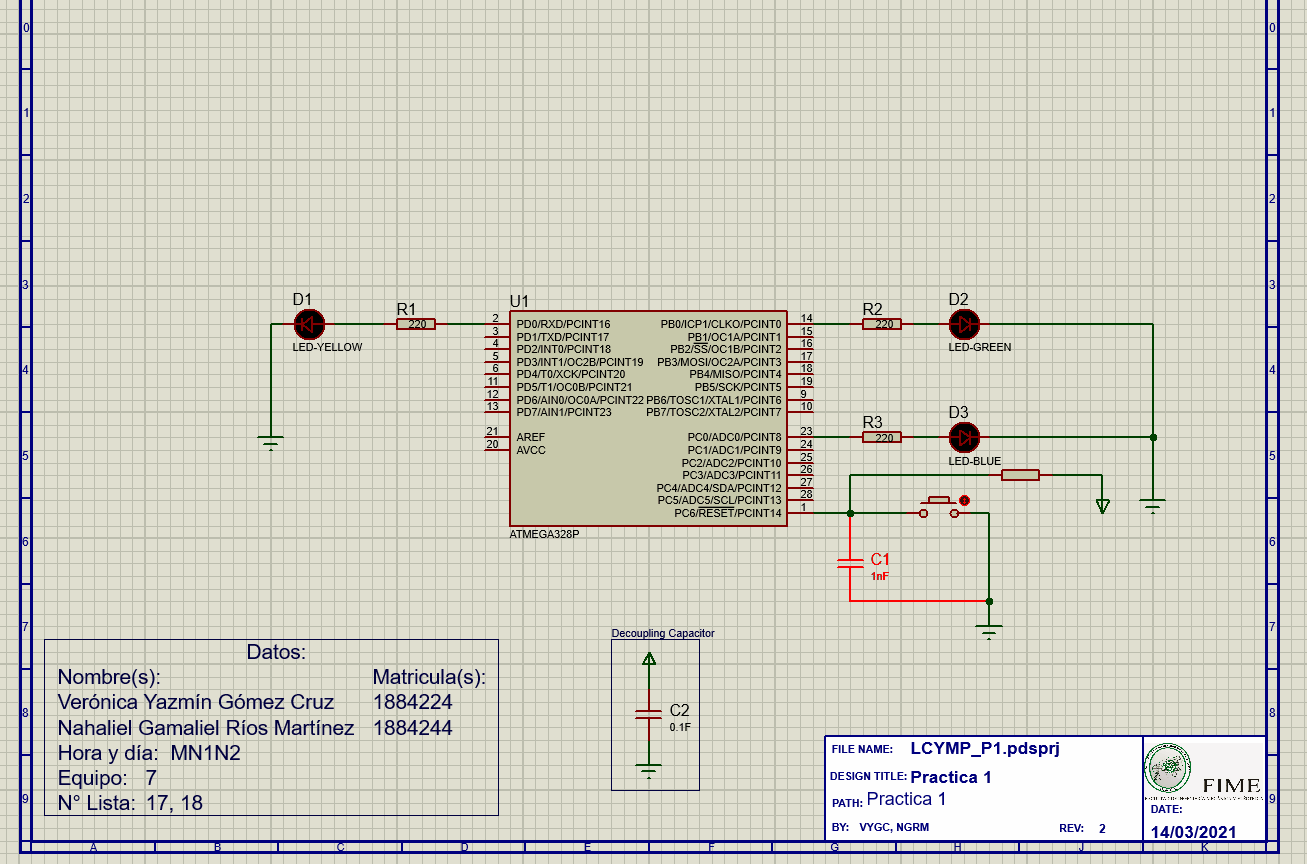 0 0
1 1
2 2
3 3
4 4
5 5
6 6
7 7
8 8
9 9
A B C D E F G H J K
D1
LED-YELLOW
R1
220
U1
ATMEGA328P
2 PD0/RXD/PCINT16
3 PD1/TXD/PCINT17
4 PD2/INT0/PCINT18
5 PD3/INT1/OC2B/PCINT19
6 PD4/T0/XCK/PCINT20
11 PD5/T1/OC0B/PCINT21
12 PD6/AIN0/OC0A/PCINT22
13 PD7/AIN1/PCINT23
21 AREF
20 AVCC
PB0/ICP1/CLKO/PCINT0 14
PB1/OC1A/PCINT1 15
PB2/SS/OC1B/PCINT2 16
PB3/MOSI/OC2A/PCINT3 17
PB4/MISO/PCINT4 18
PB5/SCK/PCINT5 19
PB6/TOSC1/XTAL1/PCINT6 9
PB7/TOSC2/XTAL2/PCINT7 10
PC0/ADC0/PCINT8 23
PC1/ADC1/PCINT9 24
PC2/ADC2/PCINT10 25
PC3/ADC3/PCINT11 26
PC4/ADC4/SDA/PCINT12 27
PC5/ADC5/SCL/PCINT13 28
PC6/RESET/PCINT14 1
R2
220
D2
LED-GREEN
R3
220
D3
LED-BLUE
C1
1nF
Decoupling Capacitor
C2
0.1F
Datos:
Nombre(s): Matricula(s):
Verónica Yazmín Gómez Cruz 1884224
Nahaliel Gamaliel Ríos Martínez 1884244
Hora y día: MN1N2
Equipo: 7
N° Lista: 17, 18
FILE NAME: LCYMP_P1.pdsprj
DESIGN TITLE: Practica 1
PATH: Practica 1
BY: VYGC, NGRM REV: 2
FIME
DATE:
14/03/2021